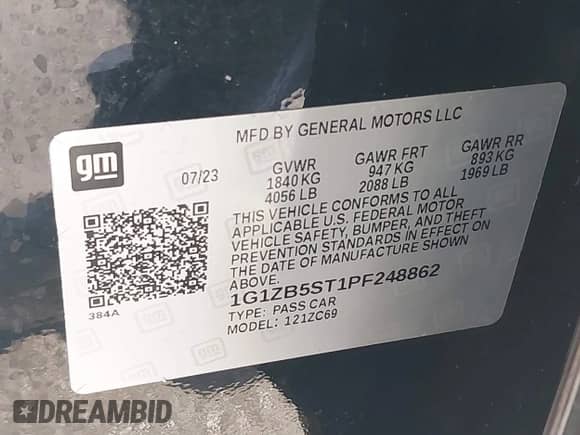 MFD BY GENERAL MOTORS LLC
gm
07/23
GVWR
1840 KG
4056 LB
GAWR FRT
947 KG
2088 LB
GAWR RR
893 KG
1969 LB
THIS VEHICLE CONFORMS TO ALL
APPLICABLE U.S. FEDERAL MOTOR
VEHICLE SAFETY, BUMPER, AND THEFT
PREVENTION STANDARDS IN EFFECT ON
THE DATE OF MANUFACTURE SHOWN
ABOVE.
384A
1G1ZB5ST1PF248862
TYPE: PASS CAR
MODEL: 121ZC69
DREAMBID